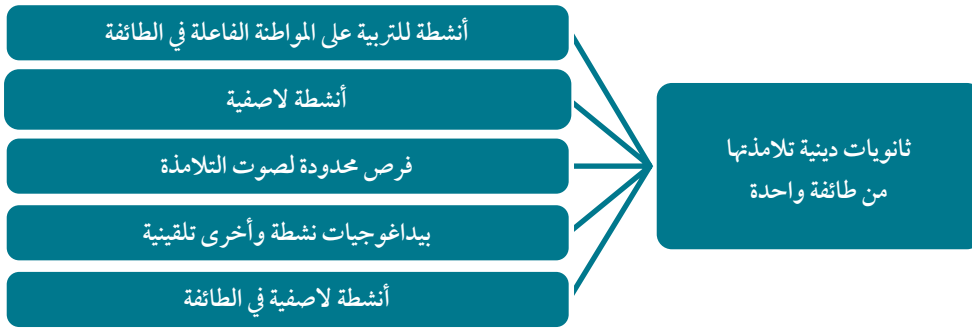 ثانويات دينية تلامذتها
من طائفة واحدة
أنشطة للتربية على المواطنة الفاعلة في الطائفة
أنشطة لاصفية
فرص محدودة لصوت التلامذة
بيداغوجيات نشطة وأخرى تلقينية
أنشطة لاصفية في الطائفة